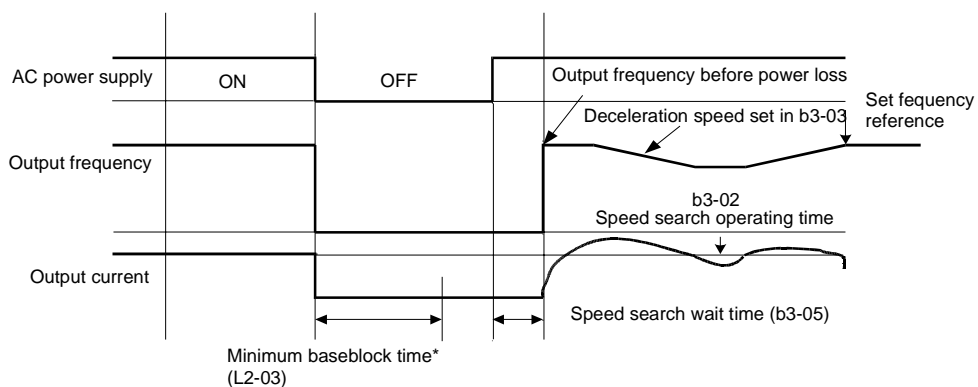 AC power supply
ON
OFF
Output frequency before power loss
Deceleration speed set in b3-03
Set fequency
reference
Output frequency
b3-02
Speed search operating time
Output current
Speed search wait time (b3-05)
Minimum baseblock time*
(L2-03)